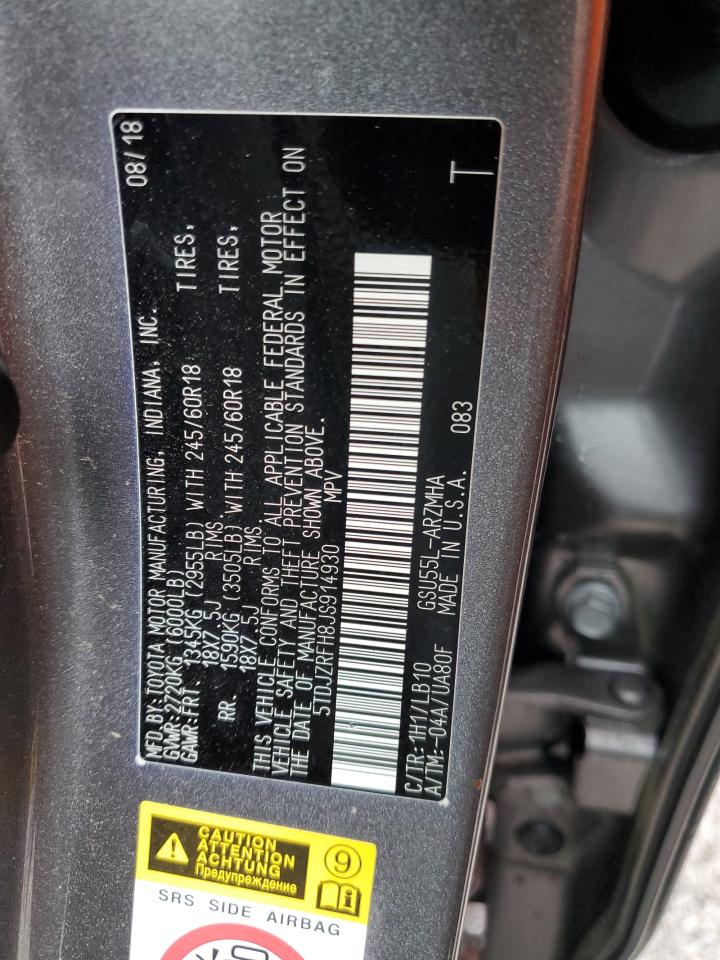 MFD.BY:TOYOTA MOTOR MANUFACTURING, INDIANA, INC. 08/18
GVWR:2720KG (6000LB)
GAWR:FRT 1345KG (2955LB) WITH 245/60R18 TIRES,
18X7.5J RIMS.
RR. 1590KG (3505LB) WITH 245/60R18 TIRES,
18X7.5J RIMS.
THIS VEHICLE CONFORMS TO ALL APPLICABLE FEDERAL MOTOR
VEHICLE SAFETY AND THEFT PREVENTION STANDARDS IN EFFECT ON
THE DATE OF MANUFACTURE SHOWN ABOVE.
5TDJZRFH8JS914930 MPV
C/TR:1H1/LB10 GSU55L-ARZMHA
A/TM:-04A/UA80F MADE IN U.S.A. 083
T
CAUTION
ATTENTION
ACHTUNG
Предупреждение
9
SRS SIDE AIRBAG